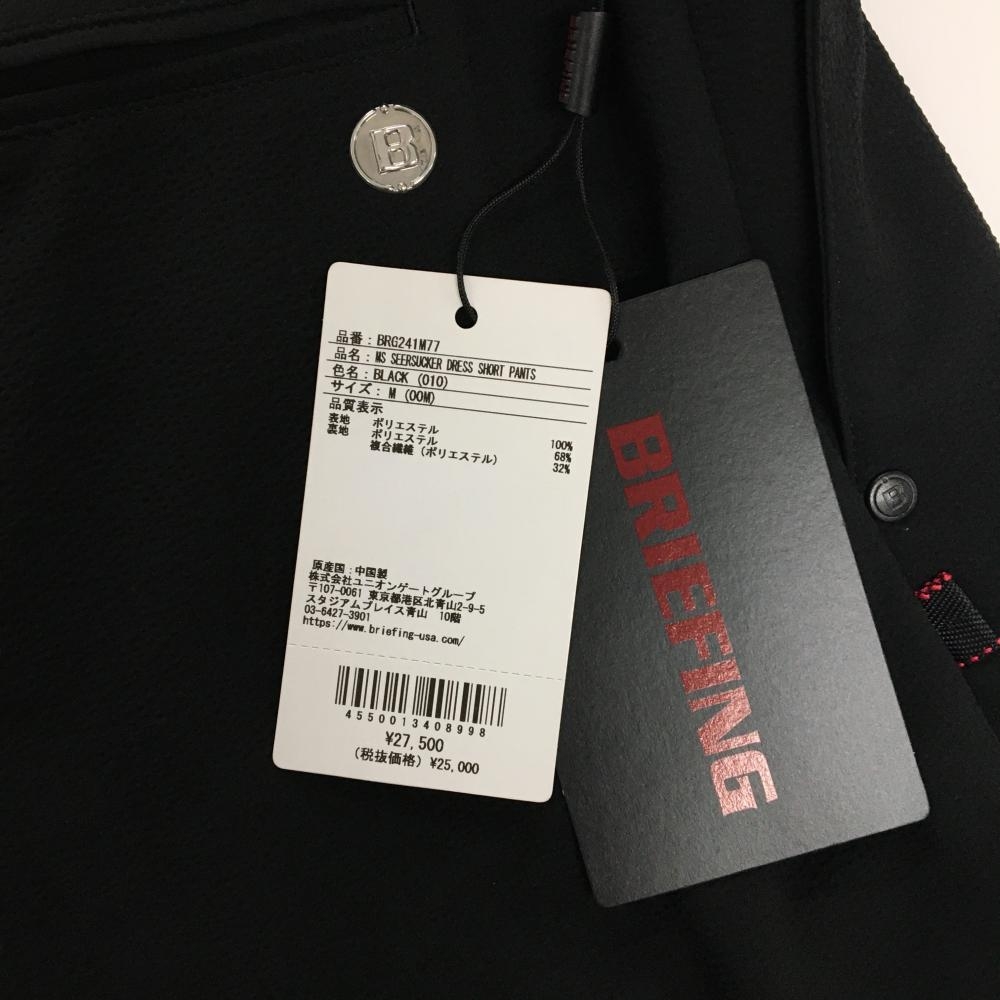 B
品番：BRG241M77
品名：MS SEERSUCKER DRESS SHORT PANTS
色名：BLACK (010)
サイズ： M (00M)
品質表示
表地 ポリエステル 100%
裏地 ポリエステル 68%
複合繊維（ポリエステル） 32%
原産国：中国製
株式会社ユニオンゲートグループ
〒107-0061 東京都港区北青山2-9-5
スタジアムプレイス青山 10階
03-6427-3901
https://www.briefing-usa.com/
4550013408998
¥27,500
（税抜価格）¥25,000
BRIEFING
B